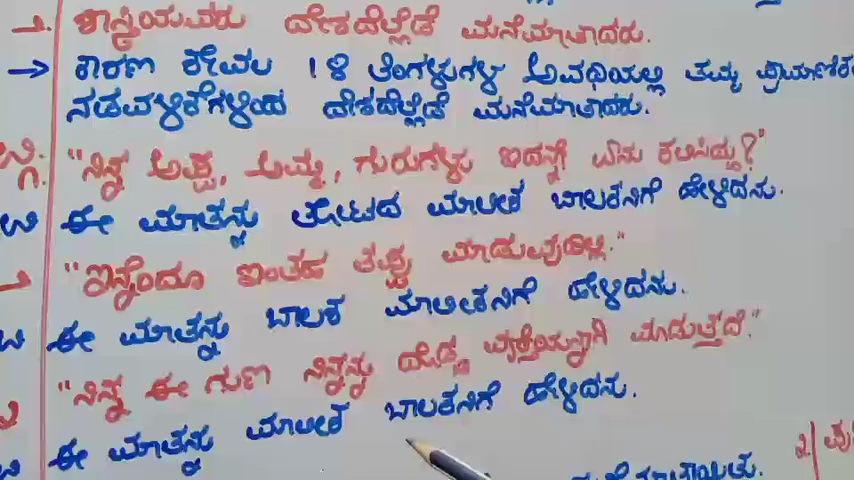 ಶಾಸ್ತ್ರಿಯವರು ದೇಶದೆಲ್ಲೆಡೆ ಮನೆಮಾತಾದರು.
→ ಕಾರಣ ಕೇವಲ 18 ತಿಂಗಳುಗಳ ಅವಧಿಯಲ್ಲಿ ತಮ್ಮ ಪ್ರಾಮಾಣಿಕ
ನಡವಳಿಕೆಗಳಿಂದ ದೇಶದೆಲ್ಲೆಡೆ ಮನೆಮಾತಾದರು.
"ನಿನ್ನ ಅಪ್ಪ, ಅಮ್ಮ, ಗುರುಗಳು ಇದನ್ನೇ ಏನು ಕಲಿಸಿದ್ದು?"
ಈ ಮಾತನ್ನು ತೋಟದ ಮಾಲೀಕ ಬಾಲಕನಿಗೆ ಹೇಳಿದನು.
"ಇನ್ನೆಂದೂ ಇಂತಹ ತಪ್ಪು ಮಾಡುವುದಿಲ್ಲ."
ಈ ಮಾತನ್ನು ಬಾಲಕ ಮಾಲೀಕನಿಗೆ ಹೇಳಿದನು.
"ನಿನ್ನ ಈ ಗುಣ ನಿನ್ನನ್ನು ದೊಡ್ಡ ವ್ಯಕ್ತಿಯನ್ನಾಗಿ ಮಾಡುತ್ತದೆ."
ಈ ಮಾತನ್ನು ಮಾಲೀಕ ಬಾಲಕನಿಗೆ ಹೇಳಿದನು.